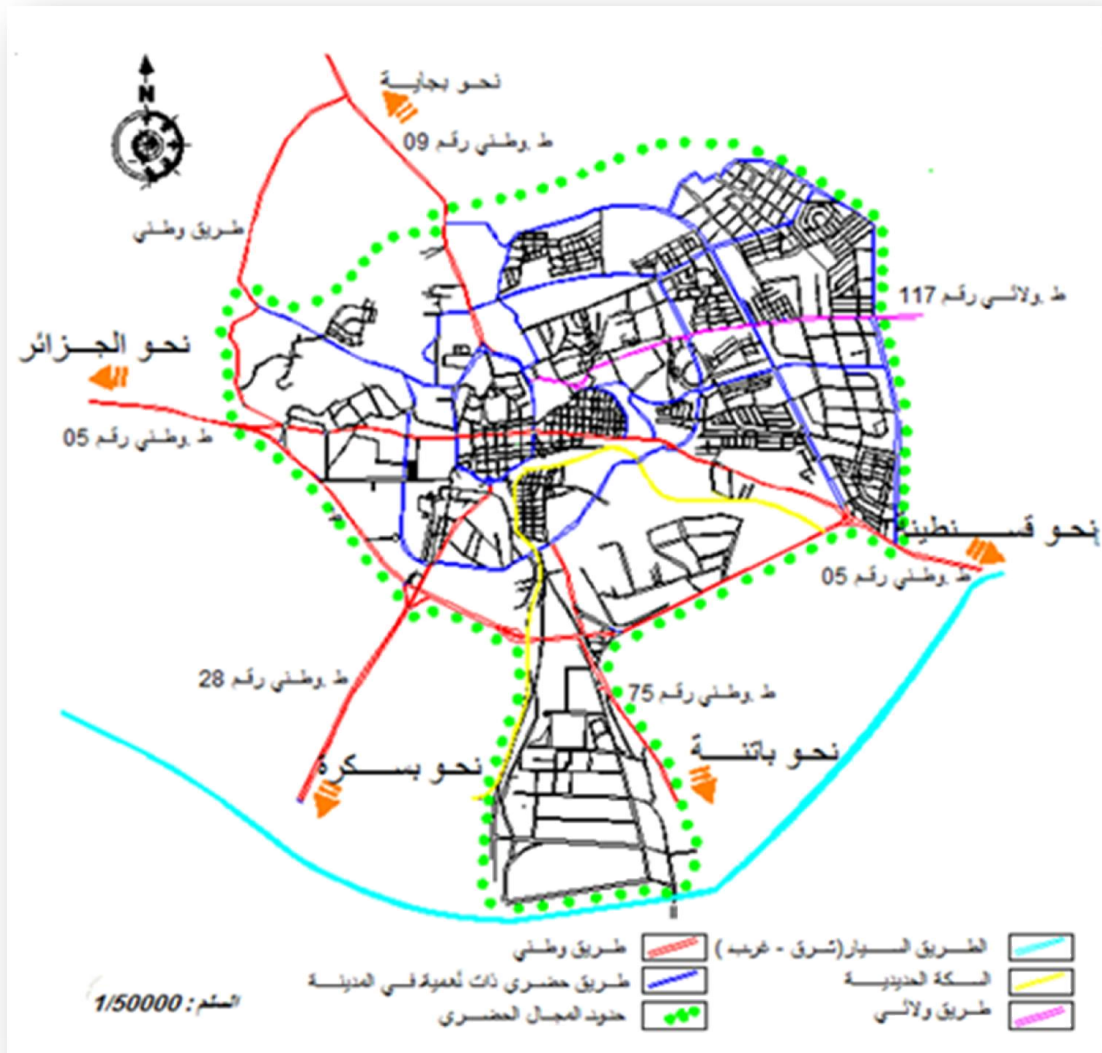 N
نحو بجاية
ط .وطني رقم 09
طريق وطني
ط .ولائي رقم 117
نحو الجزائر
ط .وطني رقم 05
نحو قسنطينة
ط .وطني رقم 05
ط .وطني رقم 28
ط .وطني رقم 75
نحو بسكرة
نحو باتنة
الطريق السيار (شرق - غرب)
طريق وطني
السكة الحديدية
طريق حضري ذات أهمية في المدينة
طريق ولائي
حدود المجال الحضري
السلم : 1/50000